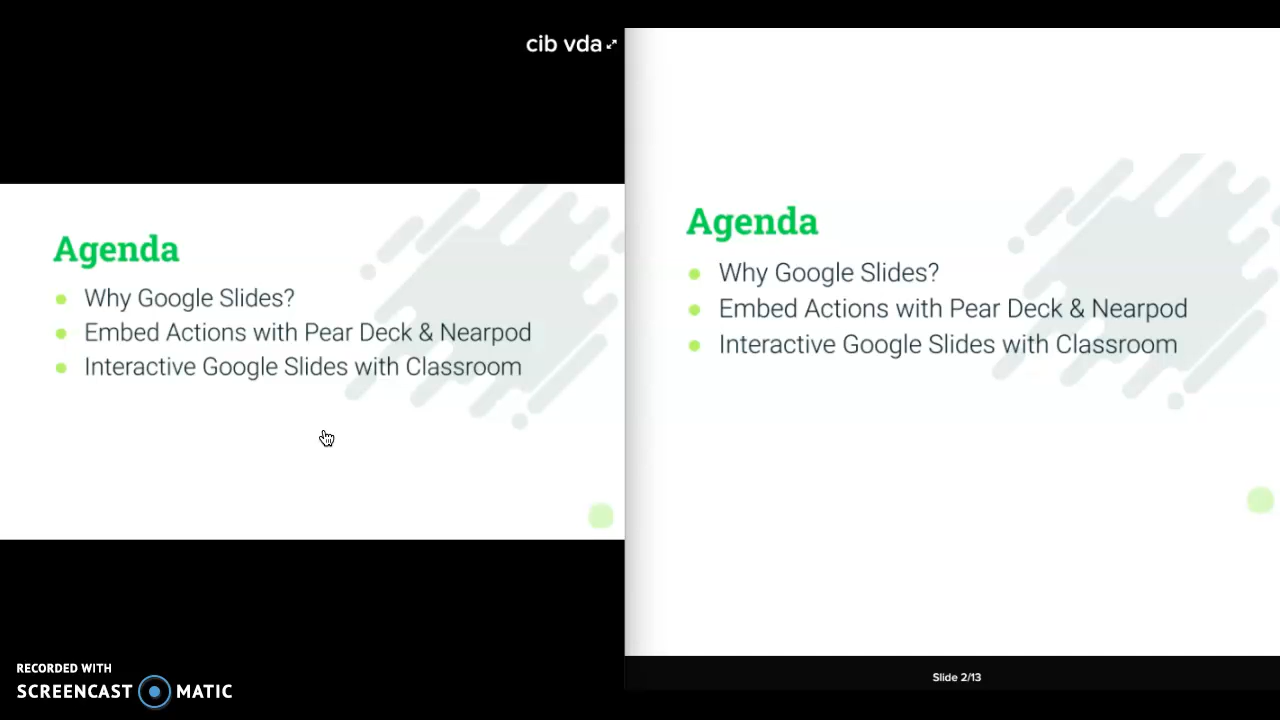 cib vda
Agenda
Why Google Slides?
Embed Actions with Pear Deck & Nearpod
Interactive Google Slides with Classroom
Agenda
Why Google Slides?
Embed Actions with Pear Deck & Nearpod
Interactive Google Slides with Classroom
Slide 2/13
RECORDED WITH
SCREENCAST MATIC